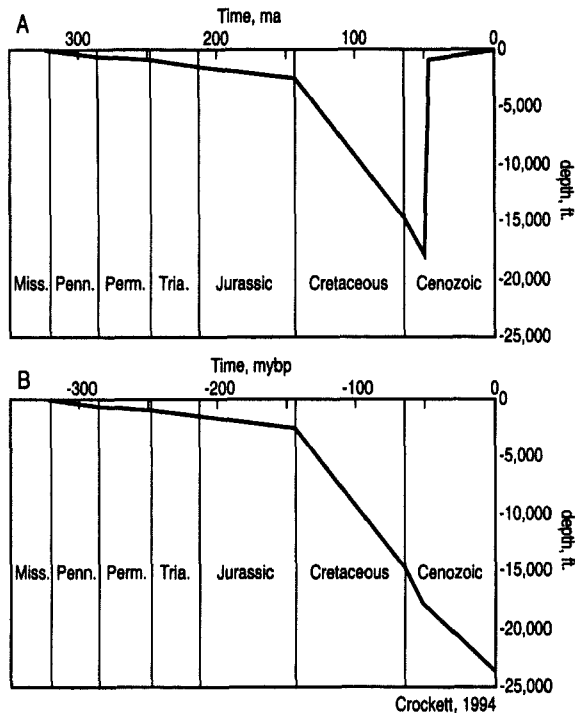 A
Time, ma
300 200 100 0
0
-5,000
-10,000
-15,000
-20,000
-25,000
depth, ft.
Miss. Penn. Perm. Tria. Jurassic Cretaceous Cenozoic
B
Time, mybp
-300 -200 -100 0
0
-5,000
-10,000
-15,000
-20,000
-25,000
depth, ft.
Miss. Penn. Perm. Tria. Jurassic Cretaceous Cenozoic
Crockett, 1994